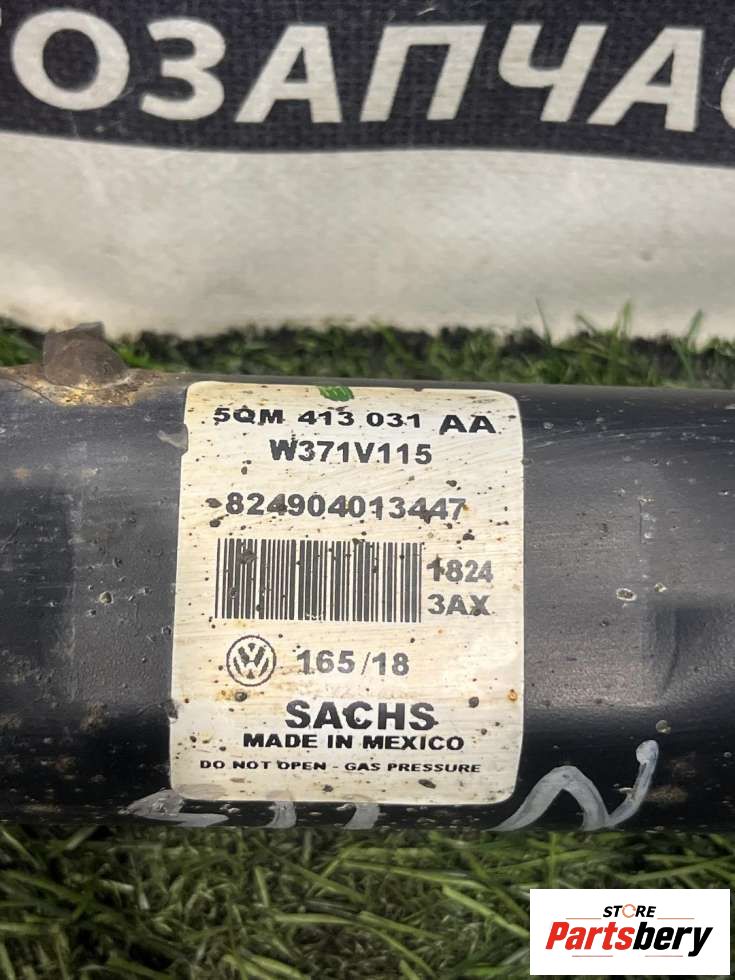 ОЗАПЧАС
5QM 413 031 AA
W371V115
824904013447
1824
3AX
165/18
SACHS
MADE IN MEXICO
DO NOT OPEN - GAS PRESSURE
STORE
Partsbery